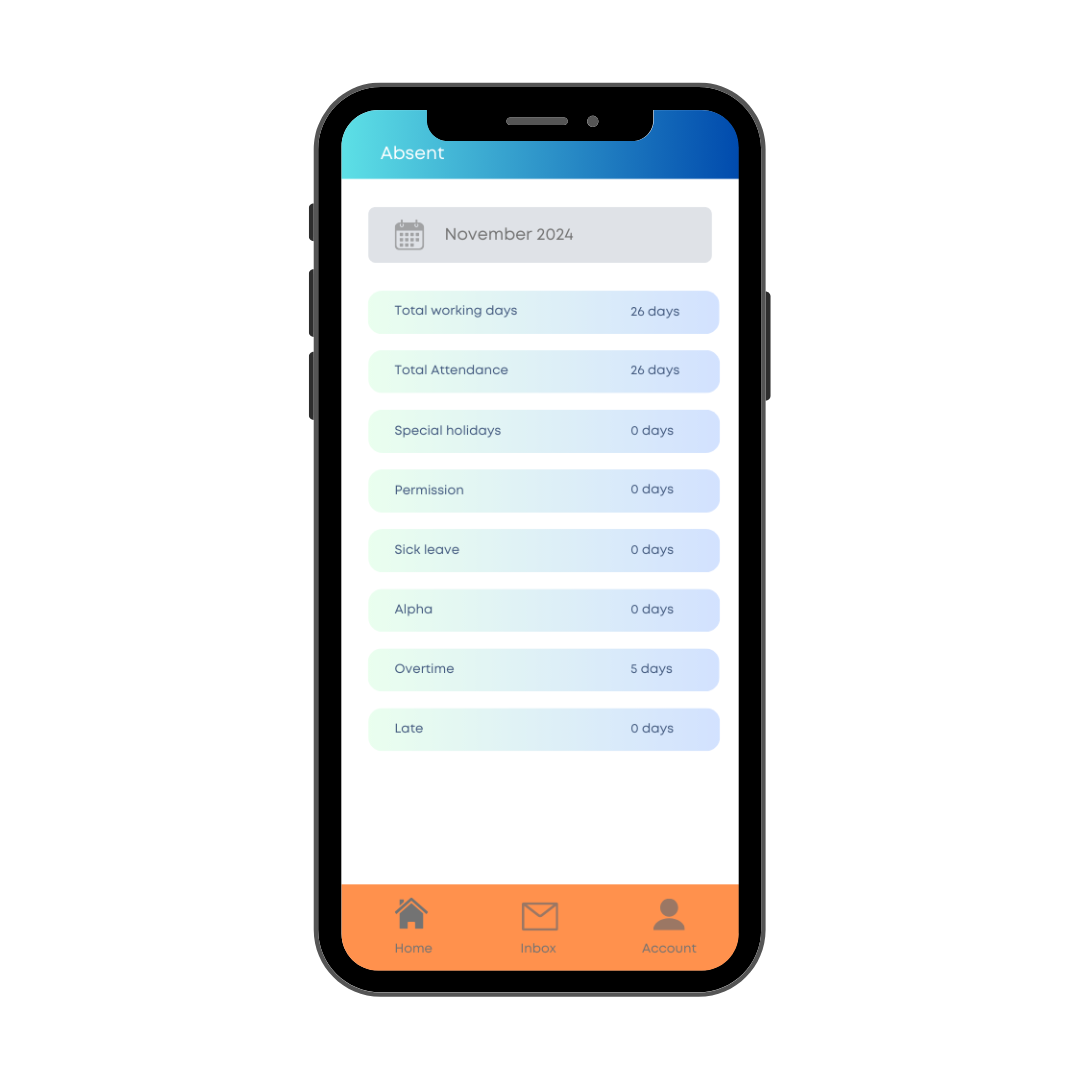 Absent
November 2024
Total working days 26 days
Total Attendance 26 days
Special holidays 0 days
Permission 0 days
Sick leave 0 days
Alpha 0 days
Overtime 5 days
Late 0 days
Home Inbox Account